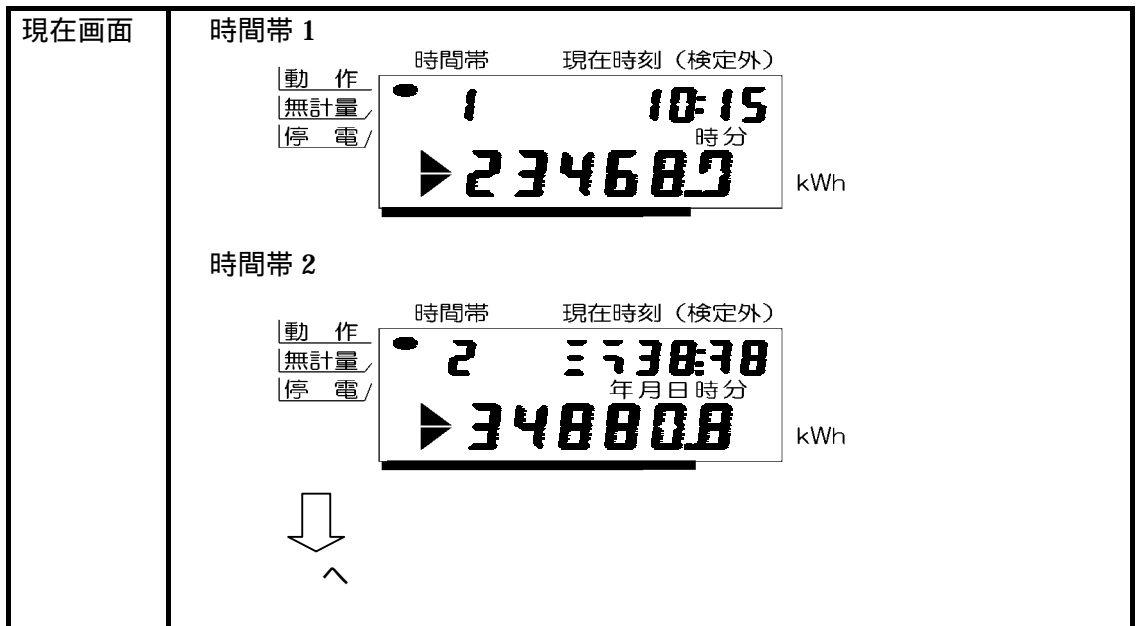 現在画面
時間帯 1
時間帯 現在時刻（検定外）
動 作
1 10:15
無計量
時分
停 電
23468.7 kWh
時間帯 2
時間帯 現在時刻（検定外）
動 作
2
無計量
年月日時分
停 電
34880.8 kWh
へ